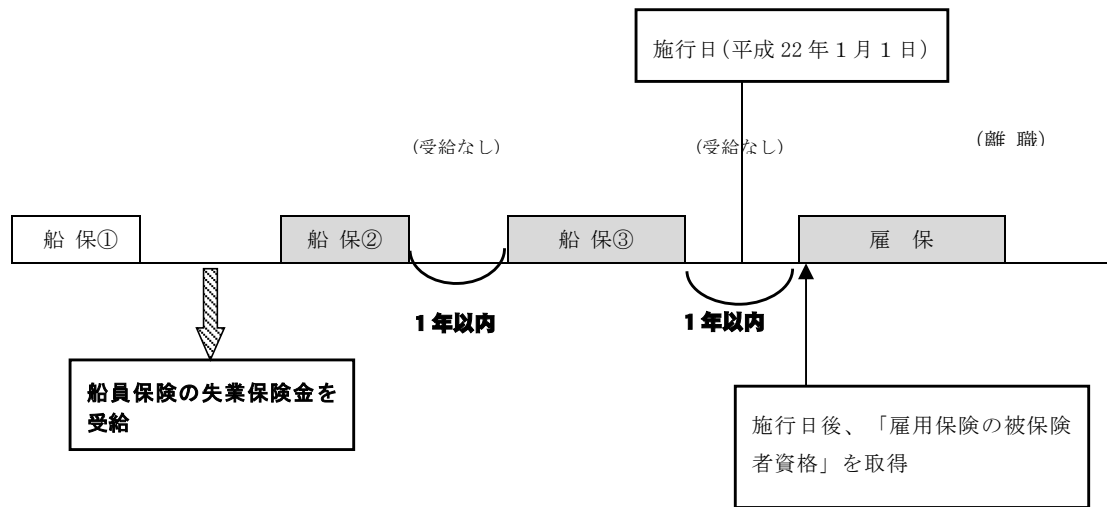 施行日(平成 22 年 1 月 1 日)
(受給なし)
(受給なし)
(離 職)
船 保①
船 保②
船 保③
雇 保
1 年以内
1 年以内
船員保険の失業保険金を
受給
施行日後、「雇用保険の被保険
者資格」を取得